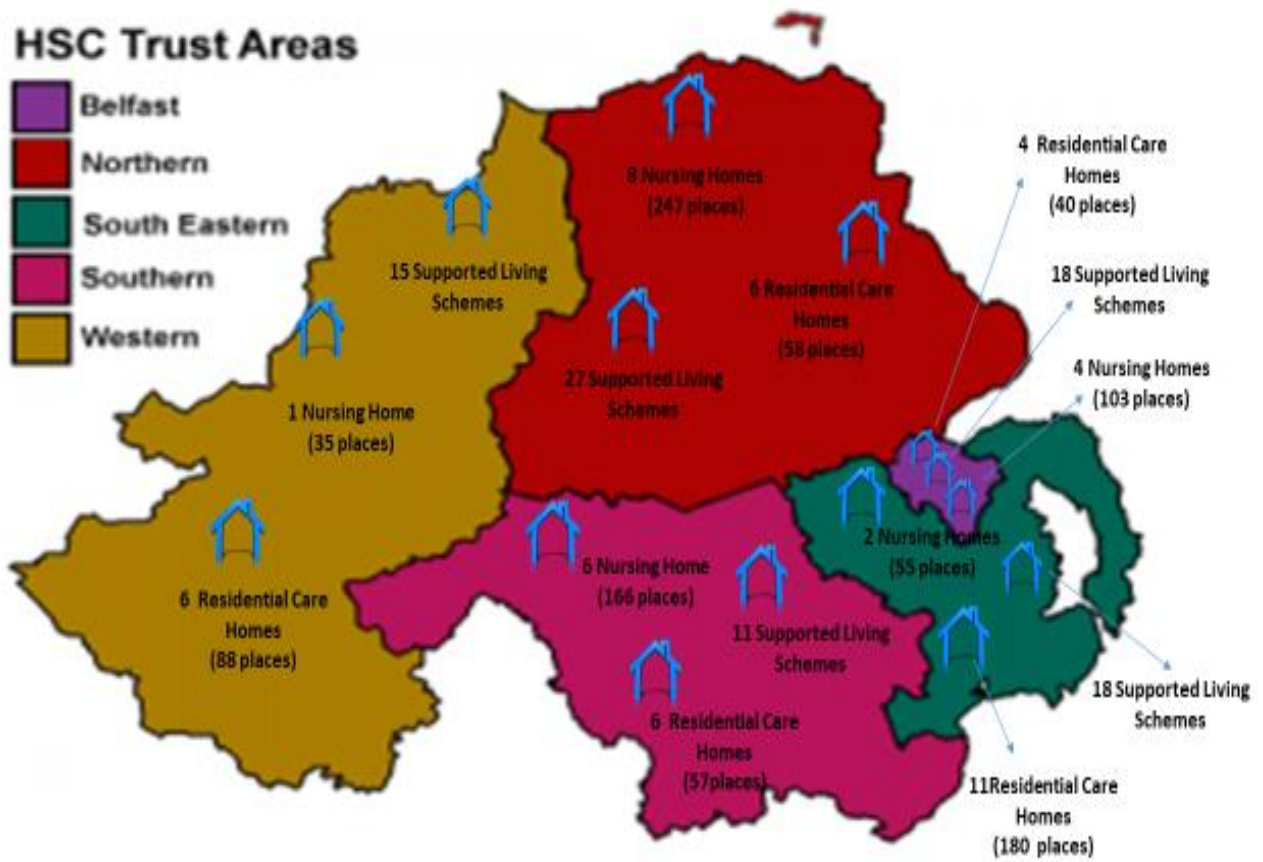 HSC Trust Areas
Belfast
Northern
South Eastern
Southern
Western
8 Nursing Homes
(247 places)
6 Residential Care
Homes
(58 places)
27 Supported Living
Schemes
15 Supported Living
Schemes
1 Nursing Home
(35 places)
6 Residential Care
Homes
(88 places)
6 Nursing Home
(166 places)
11 Supported Living
Schemes
6 Residential Care
Homes
(57places)
4 Residential Care
Homes
(40 places)
18 Supported Living
Schemes
4 Nursing Homes
(103 places)
2 Nursing Homes
(55 places)
18 Supported Living
Schemes
11Residential Care
Homes
(180 places)